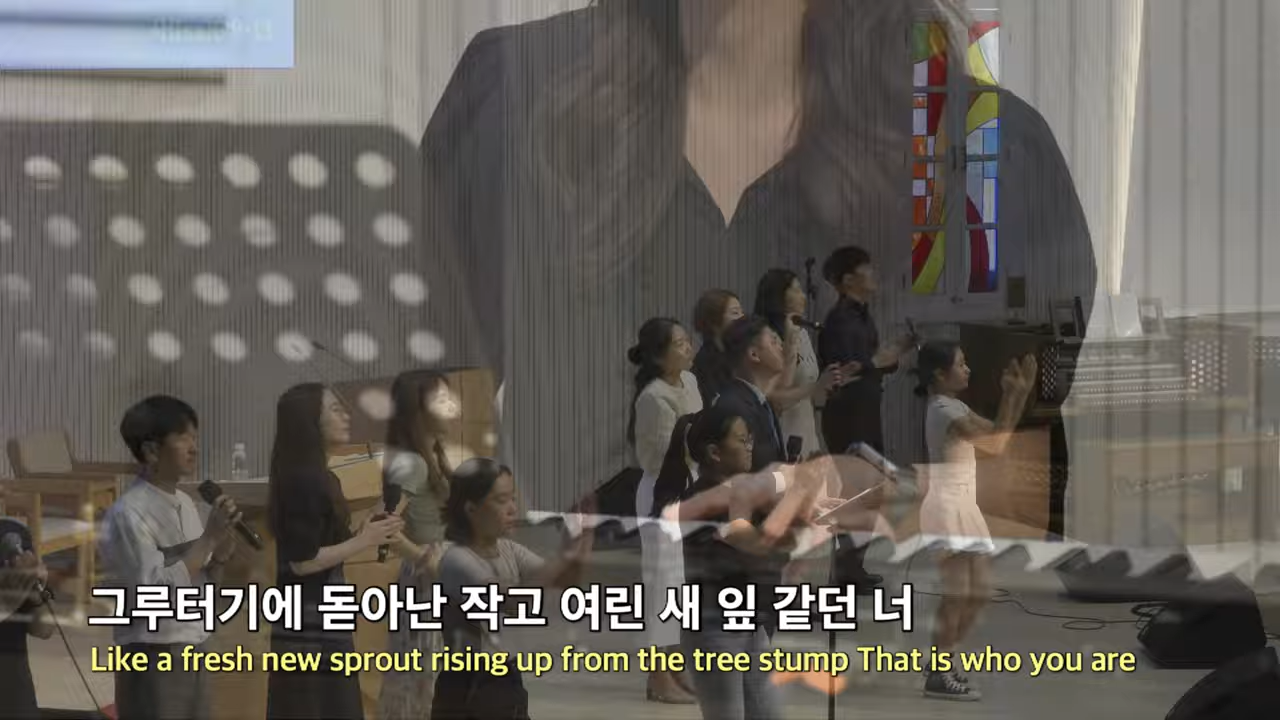 그루터기에 돋아난 작고 여린 새 잎 같던 너
Like a fresh new sprout rising up from the tree stump That is who you are